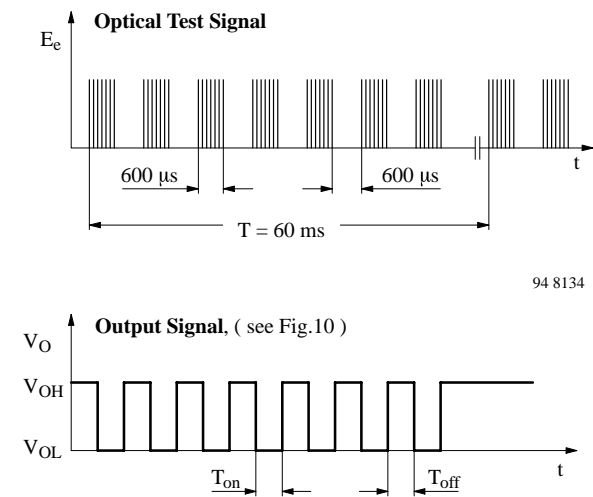 Optical Test Signal
Ee
t
600 μs
600 μs
T = 60 ms
94 8134
Output Signal, ( see Fig.10 )
VO
VOH
VOL
Ton
Toff
t